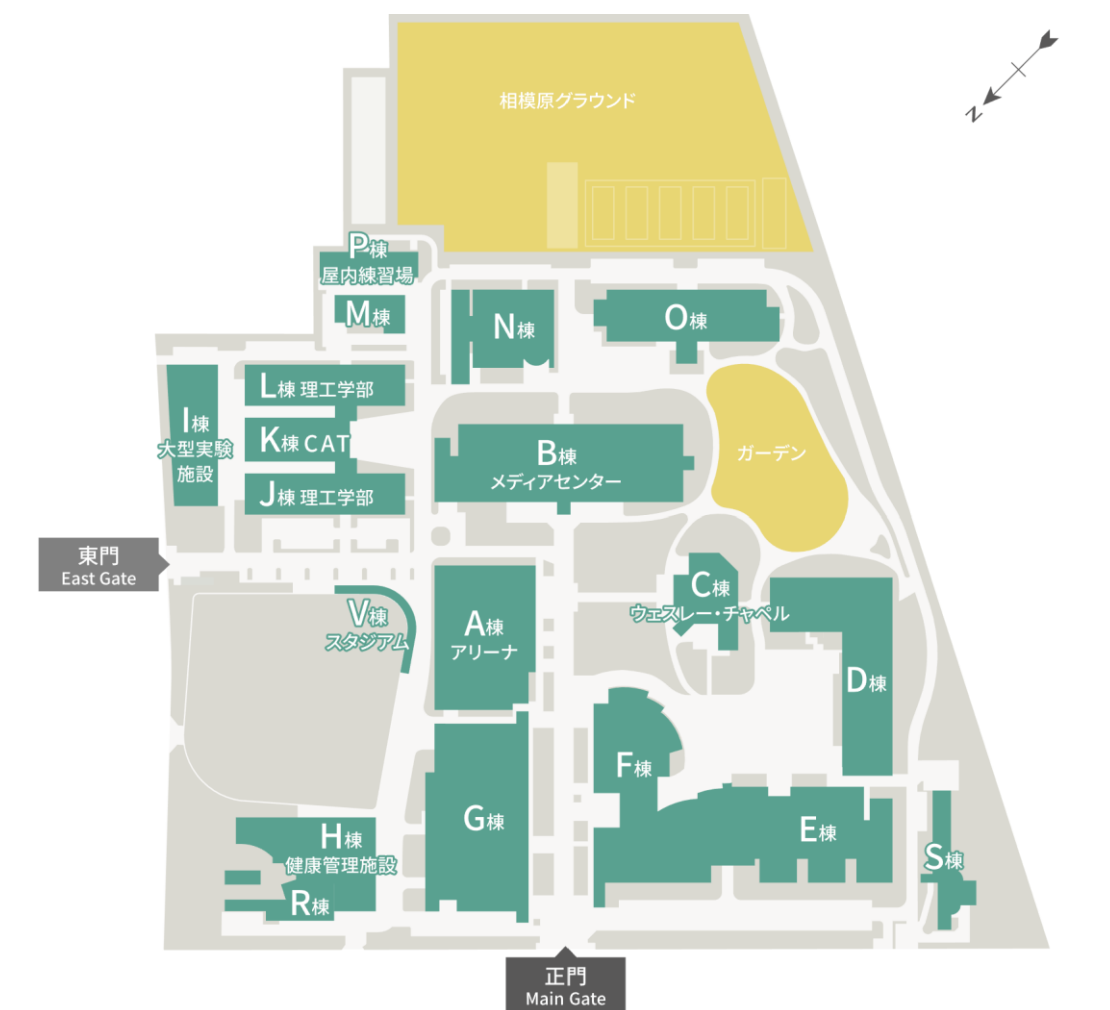 相模原グラウンド
N
P棟
屋内練習場
M棟
N棟
O棟
L棟 理工学部
I棟
大型実験
施設
K棟 CAT
J棟 理工学部
B棟
メディアセンター
ガーデン
東門
East Gate
V棟
スタジアム
A棟
アリーナ
C棟
ウェスレー・チャペル
D棟
F棟
G棟
E棟
H棟
健康管理施設
R棟
S棟
正門
Main Gate